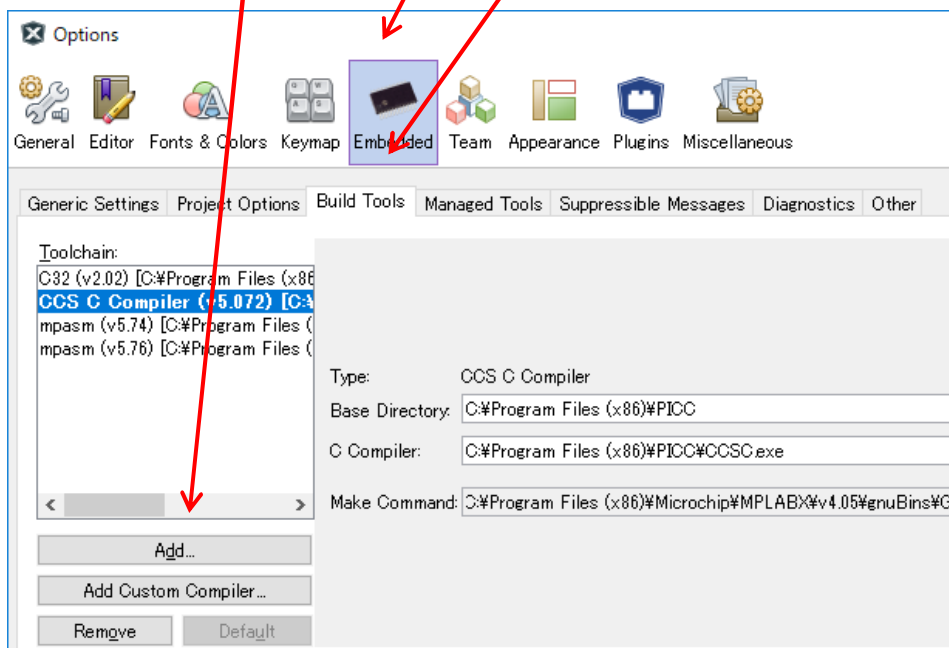 Options
General Editor Fonts & Colors Keymap Embedded Team Appearance Plugins Miscellaneous
Generic Settings Project Options Build Tools Managed Tools Suppressible Messages Diagnostics Other
Toolchain:
C32 (v2.02) [C:¥Program Files (x86
CCS C Compiler (v5.072) [C:¥
mpasm (v5.74) [C:¥Program Files (
mpasm (v5.76) [C:¥Program Files (
Type: CCS C Compiler
Base Directory: C:¥Program Files (x86)¥PICC
C Compiler: C:¥Program Files (x86)¥PICC¥CCSC.exe
Make Command: C:¥Program Files (x86)¥Microchip¥MPLABX¥v4.05¥gnuBins¥G
Add...
Add Custom Compiler...
Remove Default